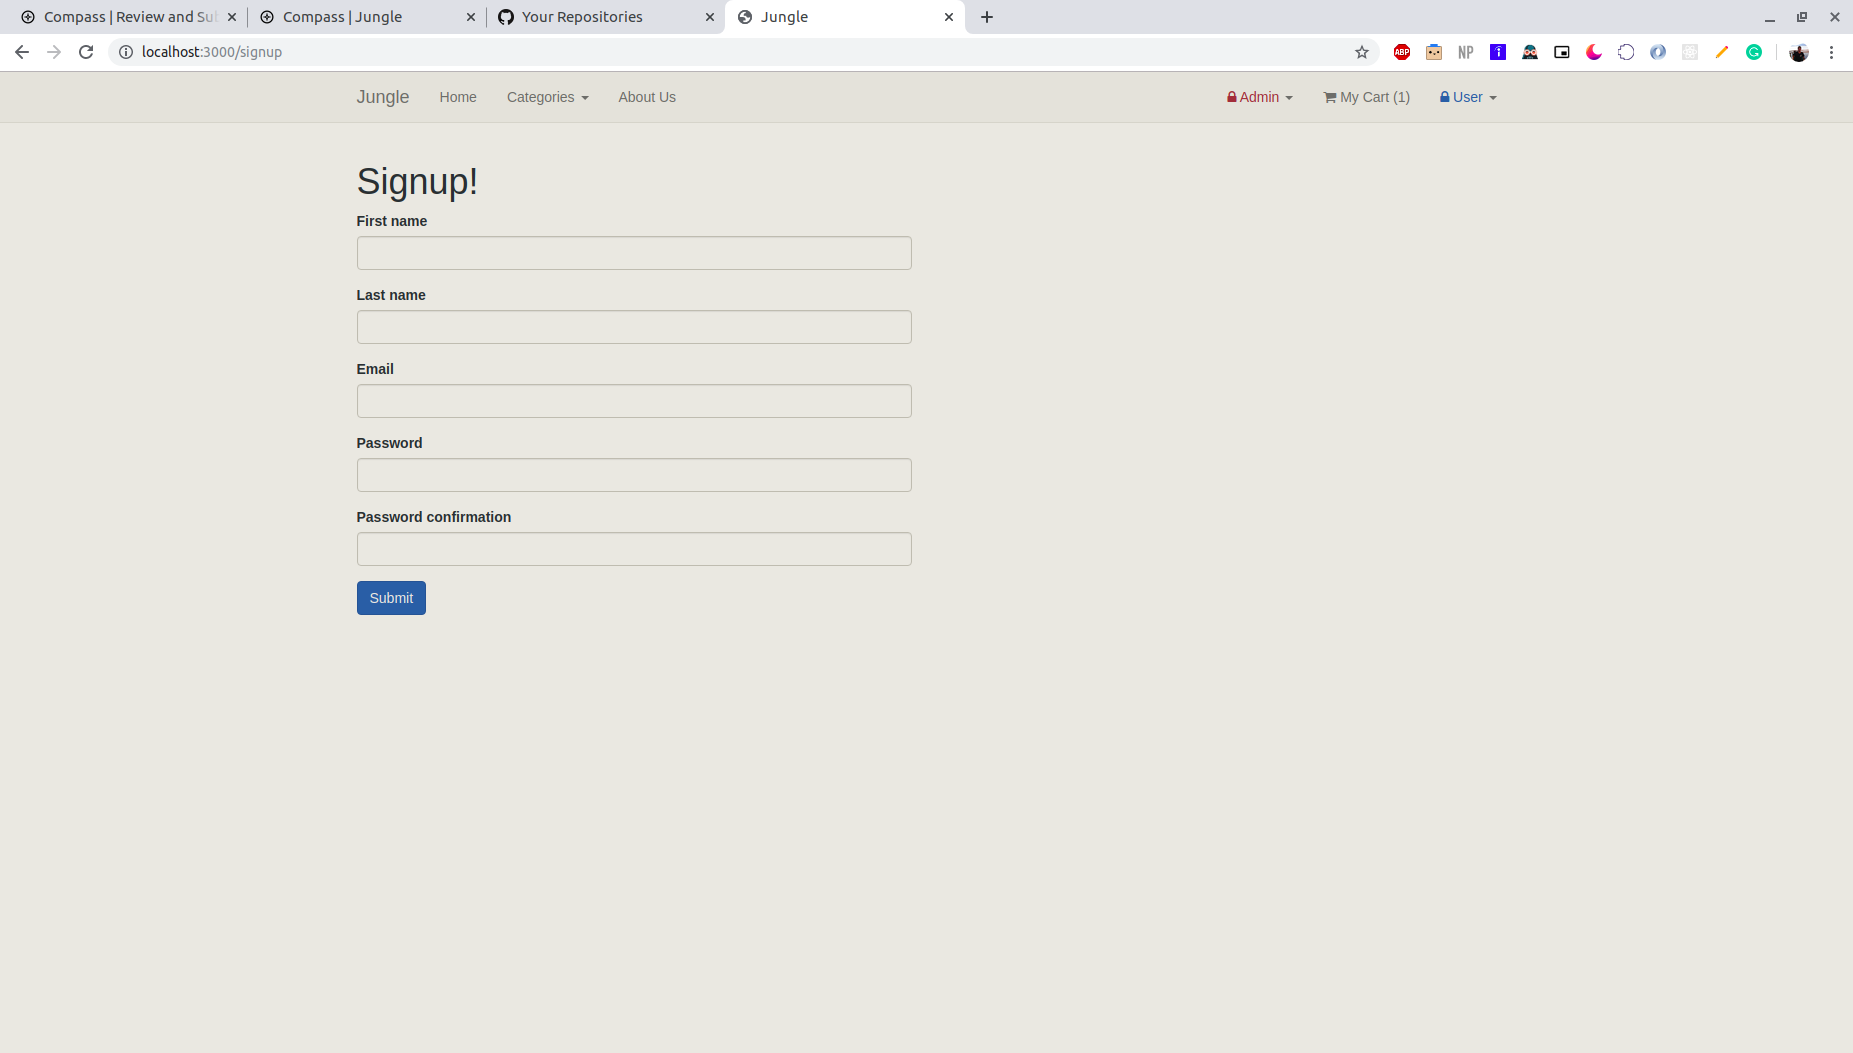 Compass | Review and Su
Compass | Jungle
Your Repositories
Jungle
localhost:3000/signup
ABP
NP
Jungle
Home
Categories
About Us
Admin
My Cart (1)
User
Signup!
First name
Last name
Email
Password
Password confirmation
Submit